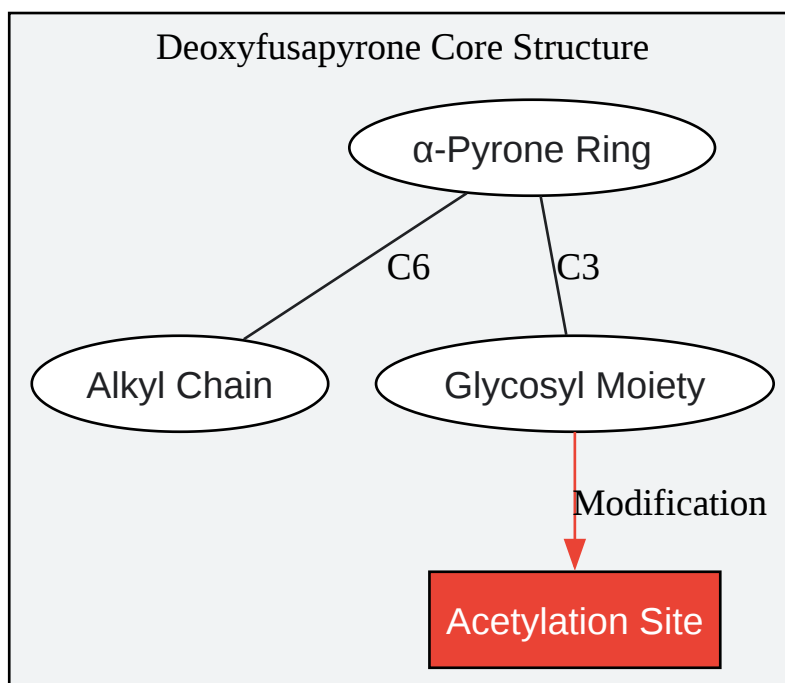 Deoxyfusapyrone Core Structure
α-Pyrone Ring
C6
C3
Alkyl Chain
Glycosyl Moiety
Modification
Acetylation Site